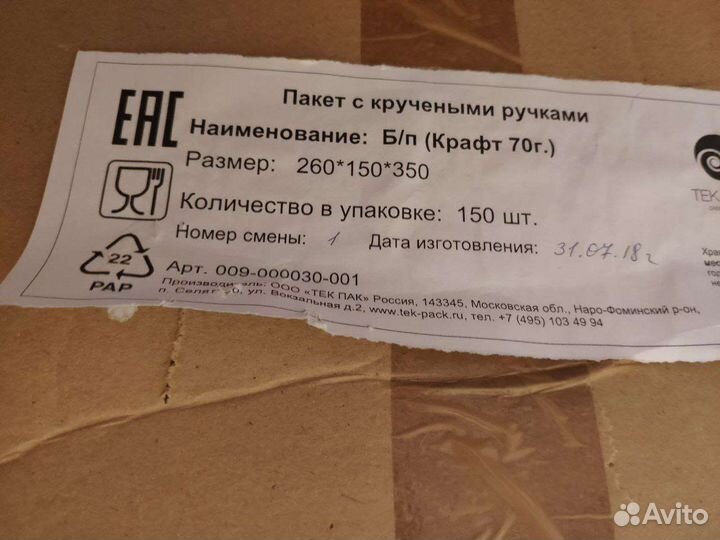 EAC
Пакет с кручеными ручками
Наименование: Б/п (Крафт 70г.)
Размер: 260*150*350
Количество в упаковке: 150 шт.
Номер смены: 1 Дата изготовления: 31.07.18г
22
PAP
Арт. 009-000030-001
Производитель: ООО «ТЕК ПАК» Россия, 143345, Московская обл., Наро-Фоминский р-он,
ул. Вокзальная д.2, www.tek-pack.ru, тел. +7 (495) 103 49 94
Avito